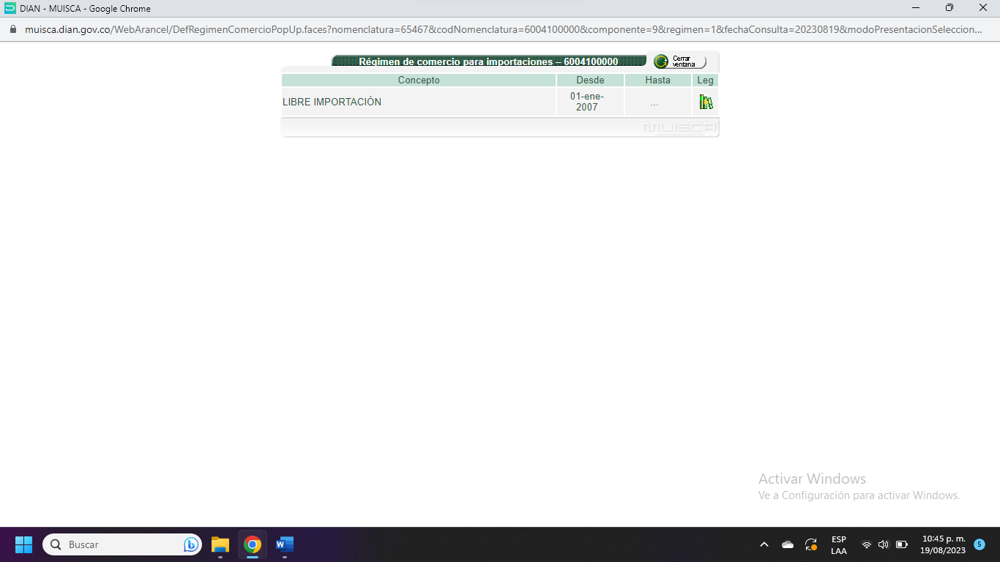 DIAN - MUISCA - Google Chrome
muisca.dian.gov.co/WebArancel/DefRegimenComercioPopUp.faces?nomenclatura=65467&codNomenclatura=6004100000&componente=9&regimen=1&fechaConsulta=20230819&modoPresentacionSeleccion...
Régimen de comercio para importaciones – 6004100000
Cerrar
ventana
Concepto Desde Hasta Leg
LIBRE IMPORTACIÓN 01-ene-
2007 ...
MUISCA
Activar Windows
Ve a Configuración para activar Windows.
Buscar
ESP
LAA
10:45 p. m.
19/08/2023
5